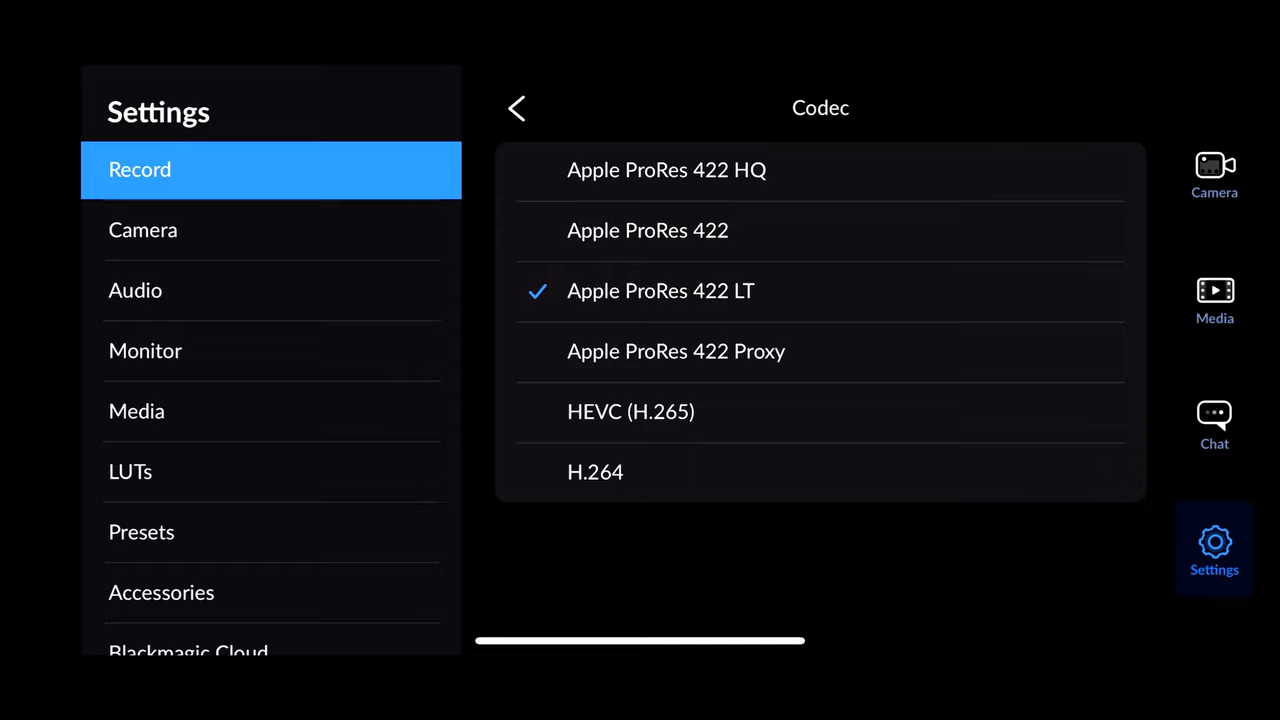 Settings
Record
Camera
Audio
Monitor
Media
LUTs
Presets
Accessories
Blackmagic Cloud
Codec
Apple ProRes 422 HQ
Apple ProRes 422
Apple ProRes 422 LT
Apple ProRes 422 Proxy
HEVC (H.265)
H.264
Camera
Media
Chat
Settings